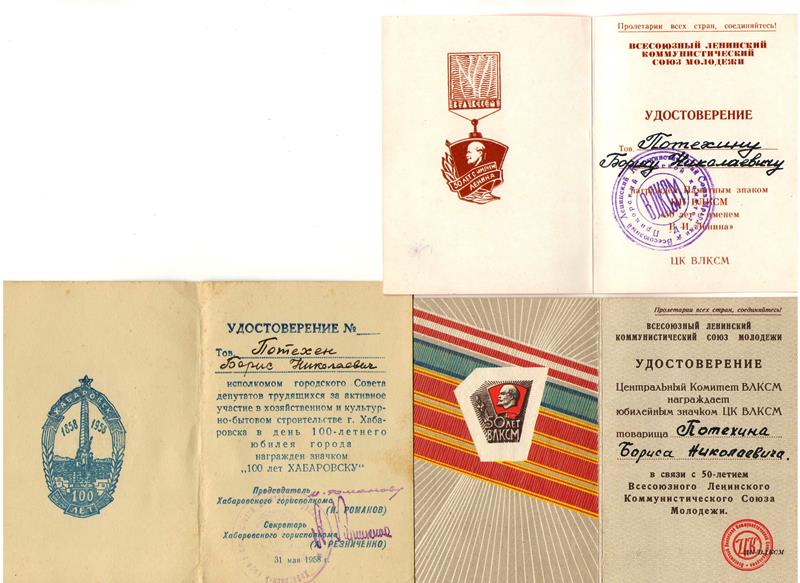 ВЛКСМ
50 ЛЕТ С ИМЕНЕМ
ЛЕНИНА
Пролетарии всех стран, соединяйтесь!
ВСЕСОЮЗНЫЙ ЛЕНИНСКИЙ
КОММУНИСТИЧЕСКИЙ
СОЮЗ МОЛОДЕЖИ
УДОСТОВЕРЕНИЕ
Тов. Потехину
Борису Николаевичу
награжден Памятным знаком
ЦК ВЛКСМ
«50 лет с именем
В. И. Ленина»
ВЛКСМ
ЦК ВЛКСМ
ХАБАРОВСК
1858 1958
100
ЛЕТ
УДОСТОВЕРЕНИЕ №
Тов. Потехен
Борис Николаевич
исполкомом городского Совета
депутатов трудящихся за активное
участие в хозяйственном и культур-
но-бытовом строительстве г. Хаба-
ровска в день 100-летнего
юбилея города
награжден значком
„100 лет ХАБАРОВСКУ"
Председатель
Хабаровского горисполкома
(И. РОМАНОВ)
Секретарь
Хабаровского горисполкома
(Х. РЕЗНИЧЕНКО)
31 мая 1958 г.
50 ЛЕТ
ВЛКСМ
Пролетарии всех стран, соединяйтесь!
ВСЕСОЮЗНЫЙ ЛЕНИНСКИЙ
КОММУНИСТИЧЕСКИЙ СОЮЗ МОЛОДЕЖИ
УДОСТОВЕРЕНИЕ
Центральный Комитет ВЛКСМ
награждает
юбилейным значком ЦК ВЛКСМ
товарища Потехина
Бориса Николаевича.
в связи с 50-летием
Всесоюзного Ленинского
Коммунистического Союза
Молодежи.
ЦК ВЛКСМ